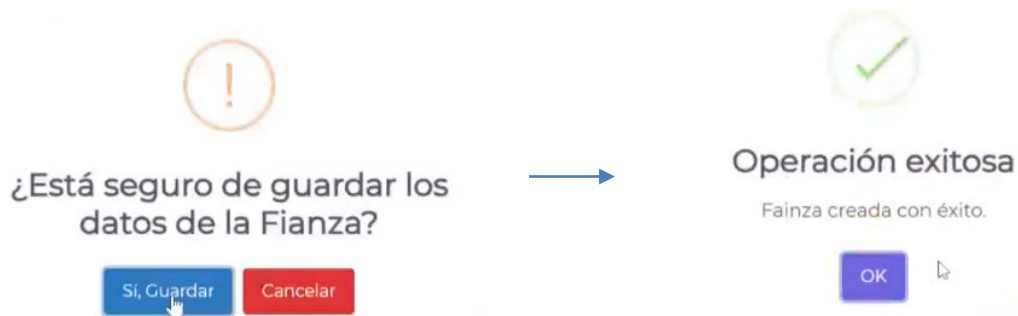 ¿Está seguro de guardar los
datos de la Fianza?
Sí, Guardar
Cancelar
Operación exitosa
Fainza creada con éxito.
OK